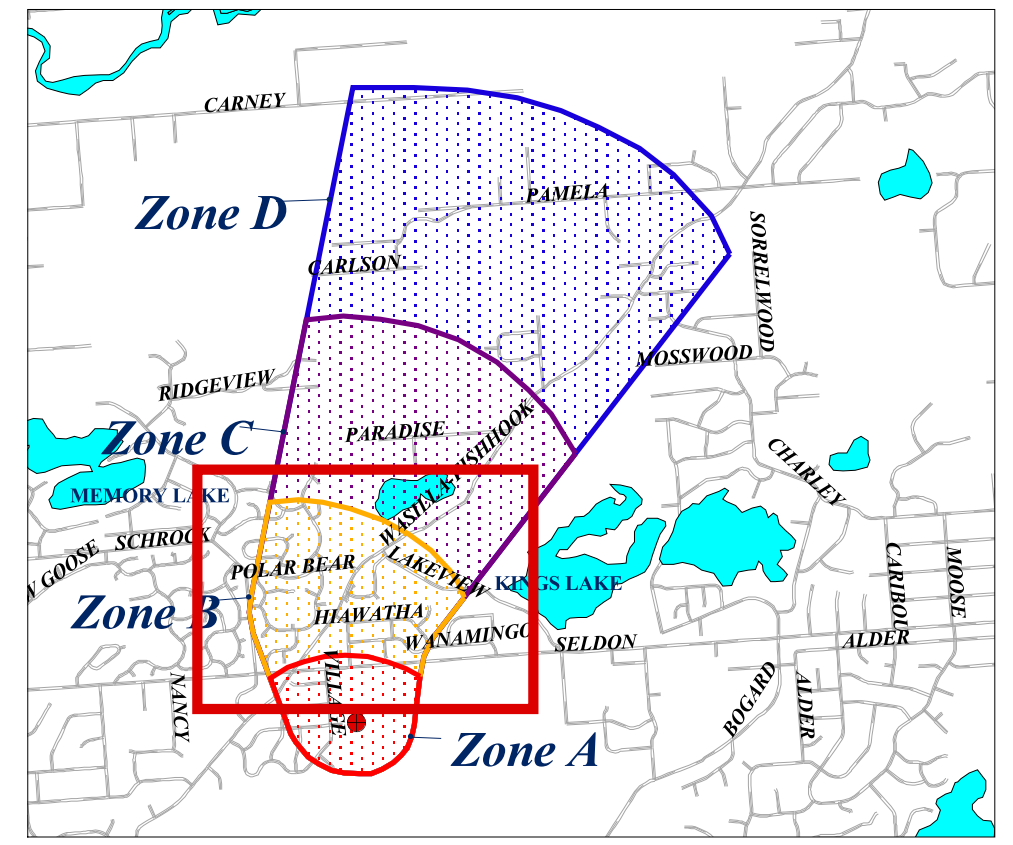 CARNEY
PAMELA
Zone D
SORRELWOOD
CARLSON
MOSSWOOD
RIDGEVIEW
PARADISE
Zone C
WASILLA-FISHHOOK
CHARLEY
MEMORY LAKE
SCHROCK
GOOSE
POLAR BEAR
LAKEVIEW
KINGS LAKE
CARIBOU
MOOSE
Zone B
HIAWATHA
WANAMINGO
SELDON
ALDER
VILLAGE
NANCY
BOGARD
ALDER
Zone A